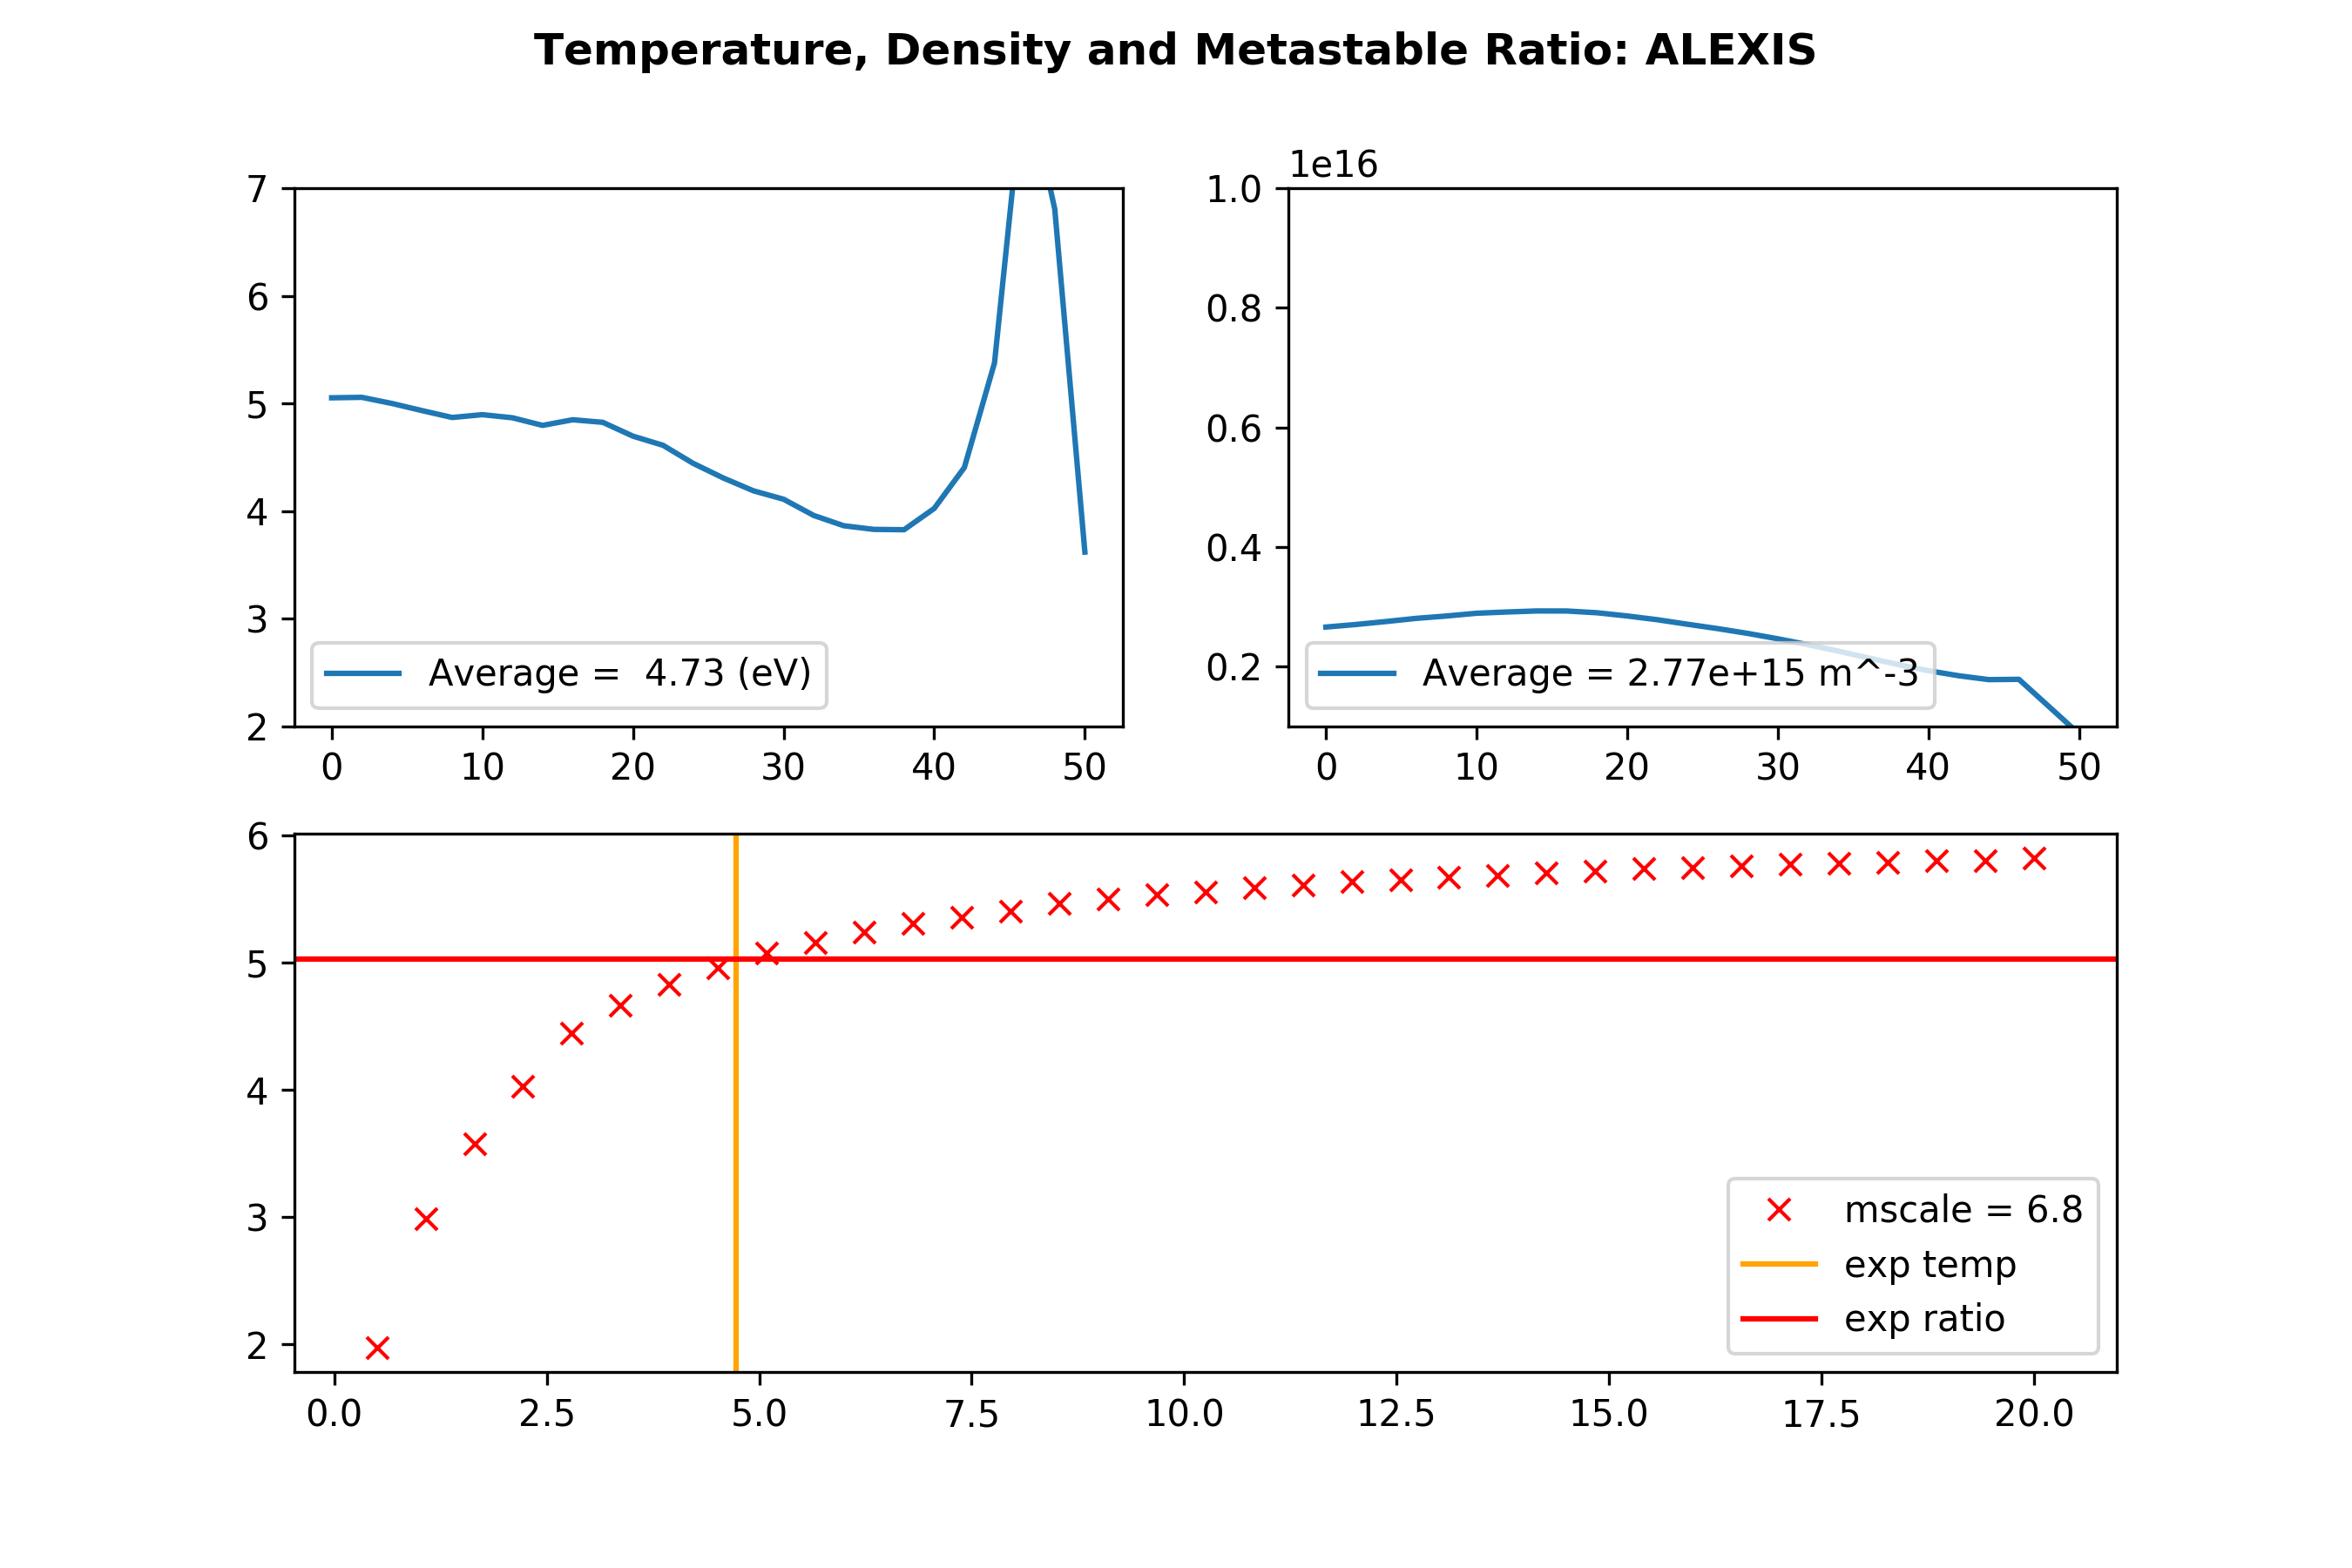 Temperature, Density and Metastable Ratio: ALEXIS
7
6
5
4
3
2
0 10 20 30 40 50
Average =  4.73 (eV)
1e16
1.0
0.8
0.6
0.4
0.2
0 10 20 30 40 50
Average = 2.77e+15 m^-3
6
5
4
3
2
0.0 2.5 5.0 7.5 10.0 12.5 15.0 17.5 20.0
mscale = 6.8
exp temp
exp ratio